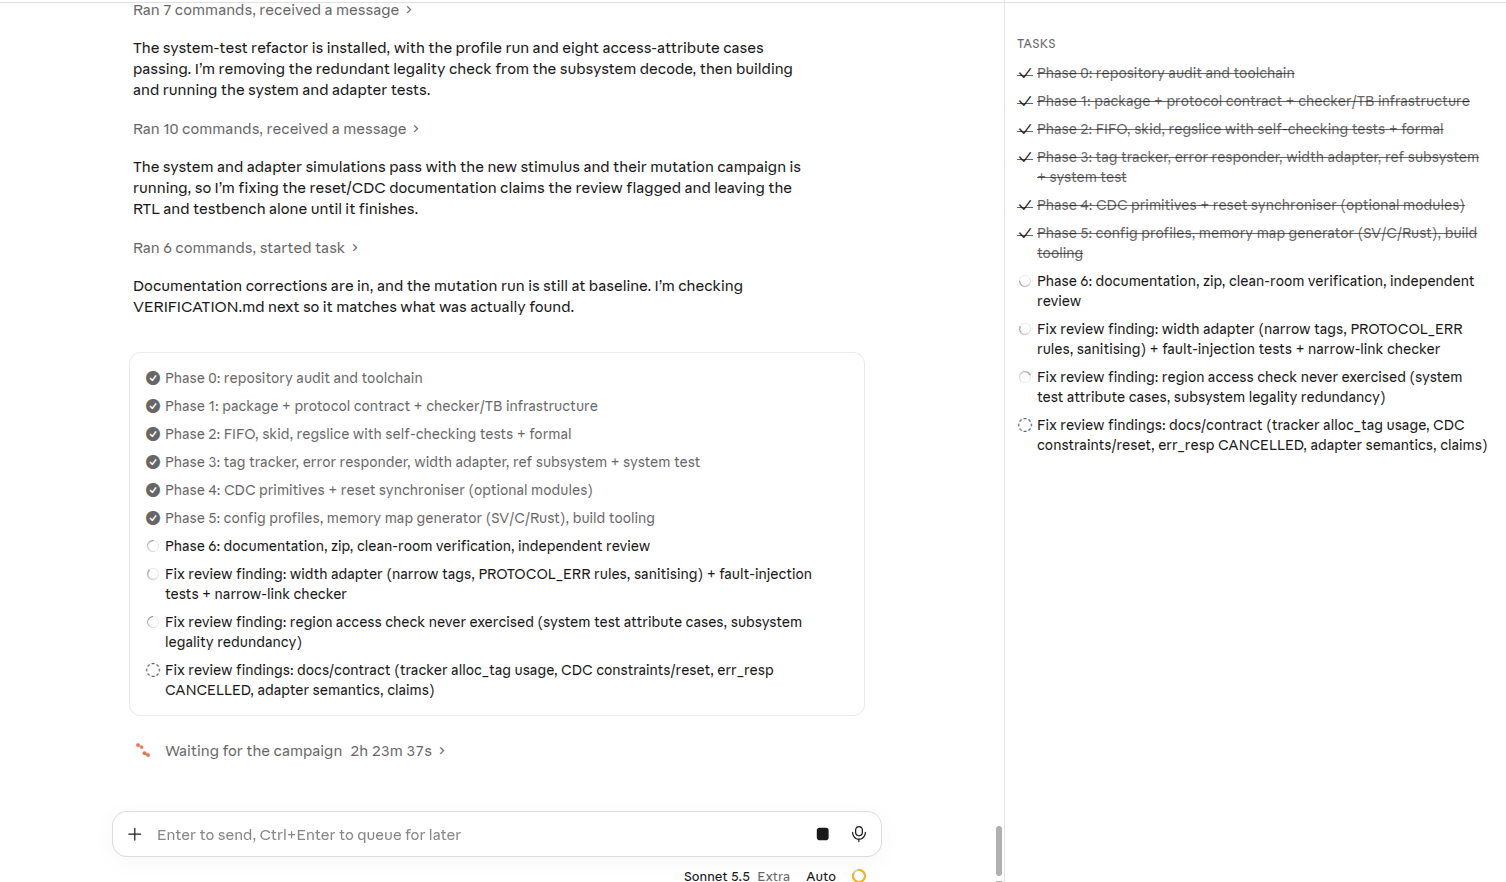 Ran 7 commands, received a message >
The system-test refactor is installed, with the profile run and eight access-attribute cases
passing. I'm removing the redundant legality check from the subsystem decode, then building
and running the system and adapter tests.
Ran 10 commands, received a message >
The system and adapter simulations pass with the new stimulus and their mutation campaign is
running, so I'm fixing the reset/CDC documentation claims the review flagged and leaving the
RTL and testbench alone until it finishes.
Ran 6 commands, started task >
Documentation corrections are in, and the mutation run is still at baseline. I'm checking
VERIFICATION.md next so it matches what was actually found.
Phase 0: repository audit and toolchain
Phase 1: package + protocol contract + checker/TB infrastructure
Phase 2: FIFO, skid, regslice with self-checking tests + formal
Phase 3: tag tracker, error responder, width adapter, ref subsystem + system test
Phase 4: CDC primitives + reset synchroniser (optional modules)
Phase 5: config profiles, memory map generator (SV/C/Rust), build tooling
Phase 6: documentation, zip, clean-room verification, independent review
Fix review finding: width adapter (narrow tags, PROTOCOL_ERR rules, sanitising) + fault-injection
tests + narrow-link checker
Fix review finding: region access check never exercised (system test attribute cases, subsystem
legality redundancy)
Fix review findings: docs/contract (tracker alloc_tag usage, CDC constraints/reset, err_resp
CANCELLED, adapter semantics, claims)
Waiting for the campaign 2h 23m 37s >
Enter to send, Ctrl+Enter to queue for later
Sonnet 5.5 Extra Auto
TASKS
Phase 0: repository audit and toolchain
Phase 1: package + protocol contract + checker/TB infrastructure
Phase 2: FIFO, skid, regslice with self-checking tests + formal
Phase 3: tag tracker, error responder, width adapter, ref subsystem
+ system test
Phase 4: CDC primitives + reset synchroniser (optional modules)
Phase 5: config profiles, memory map generator (SV/C/Rust), build
tooling
Phase 6: documentation, zip, clean-room verification, independent
review
Fix review finding: width adapter (narrow tags, PROTOCOL_ERR
rules, sanitising) + fault-injection tests + narrow-link checker
Fix review finding: region access check never exercised (system
test attribute cases, subsystem legality redundancy)
Fix review findings: docs/contract (tracker alloc_tag usage, CDC
constraints/reset, err_resp CANCELLED, adapter semantics, claims)